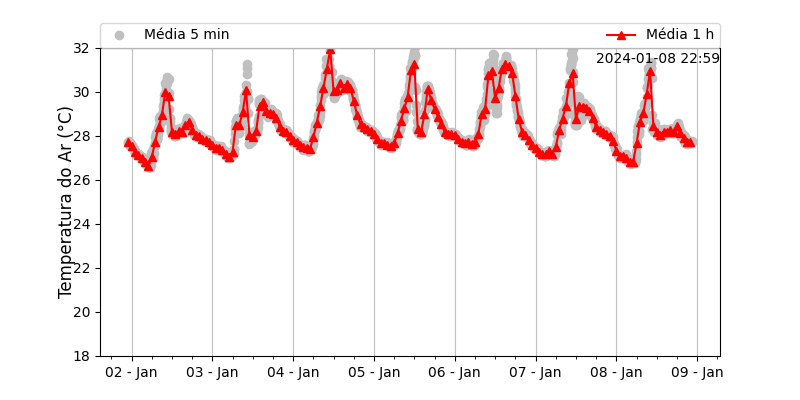 Média 5 min
Média 1 h
2024-01-08 22:59
Temperatura do Ar (°C)
32
30
28
26
24
22
20
18
02 - Jan
03 - Jan
04 - Jan
05 - Jan
06 - Jan
07 - Jan
08 - Jan
09 - Jan